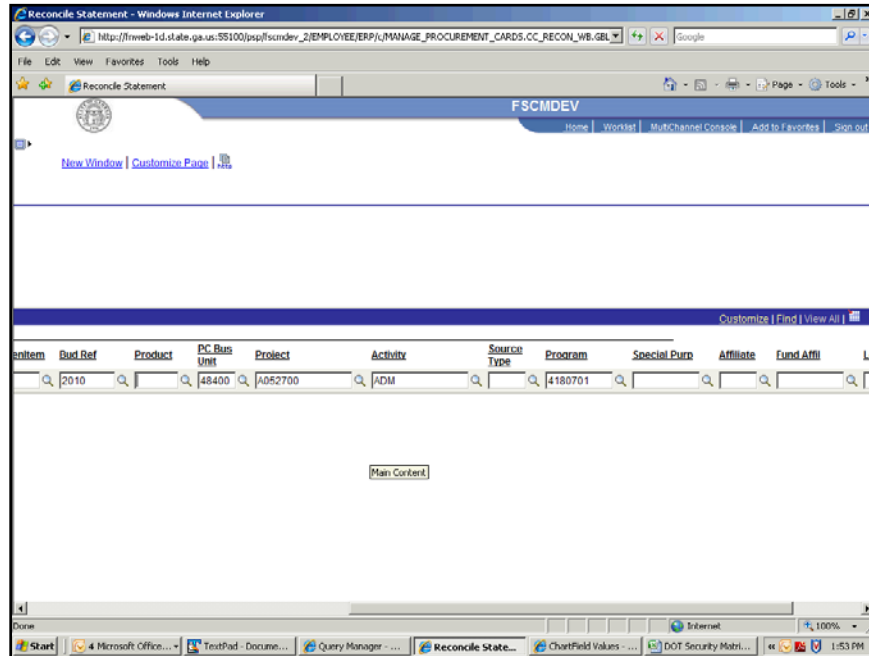 Reconcile Statement - Windows Internet Explorer
http://fnweb-1d.state.ga.us:55100/psp/fscmdev_2/EMPLOYEE/ERP/c/MANAGE_PROCUREMENT_CARDS.CC_RECON_WB.GBL
Google
File Edit View Favorites Tools Help
Reconcile Statement
Page Tools
FSCMDEV
Home | Worklist | MultiChannel Console | Add to Favorites | Sign out
New Window | Customize Page |
Customize | Find | View All |
enItem Bud Ref Product PC Bus Unit Project Activity Source Type Program Special Purp Affiliate Fund Affil
2010 48400 A052700 ADM 4180701
Main Content
Done Internet 100%
Start 4 Microsoft Office... TextPad - Docume... Query Manager - ... Reconcile State... ChartField Values - ... DOT Security Matri... 1:53 PM